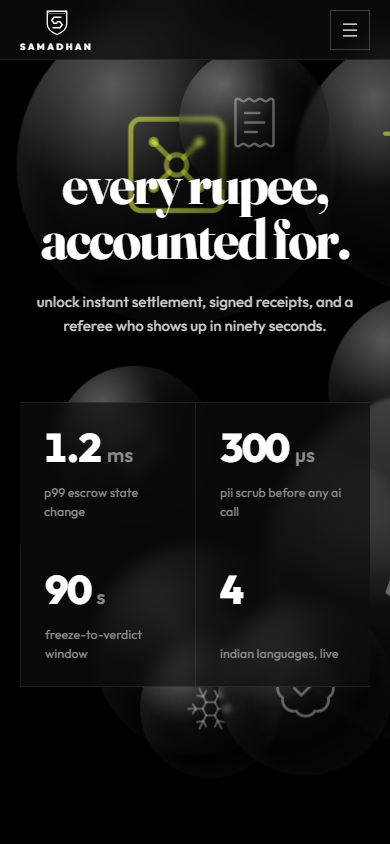 SAMADHAN
every rupee,
accounted for.
unlock instant settlement, signed receipts, and a
referee who shows up in ninety seconds.
1.2 ms
300 µs
p99 escrow state
change
pii scrub before any ai
call
90 s
4
freeze-to-verdict
window
indian languages, live